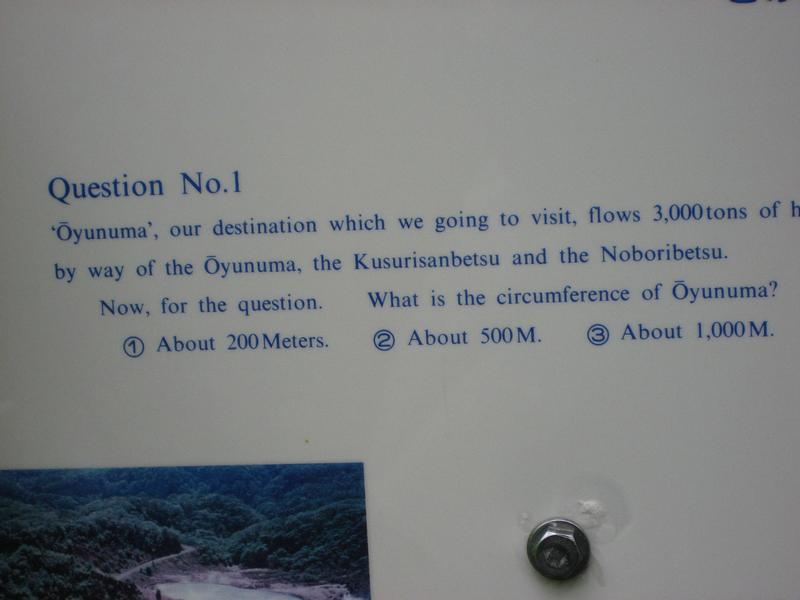 Question No.1
‘Ōyunuma’, our destination which we going to visit, flows 3,000tons of
by way of the Ōyunuma, the Kusurisanbetsu and the Noboribetsu.
Now, for the question. What is the circumference of Ōyunuma?
① About 200Meters. ② About 500M. ③ About 1,000M.